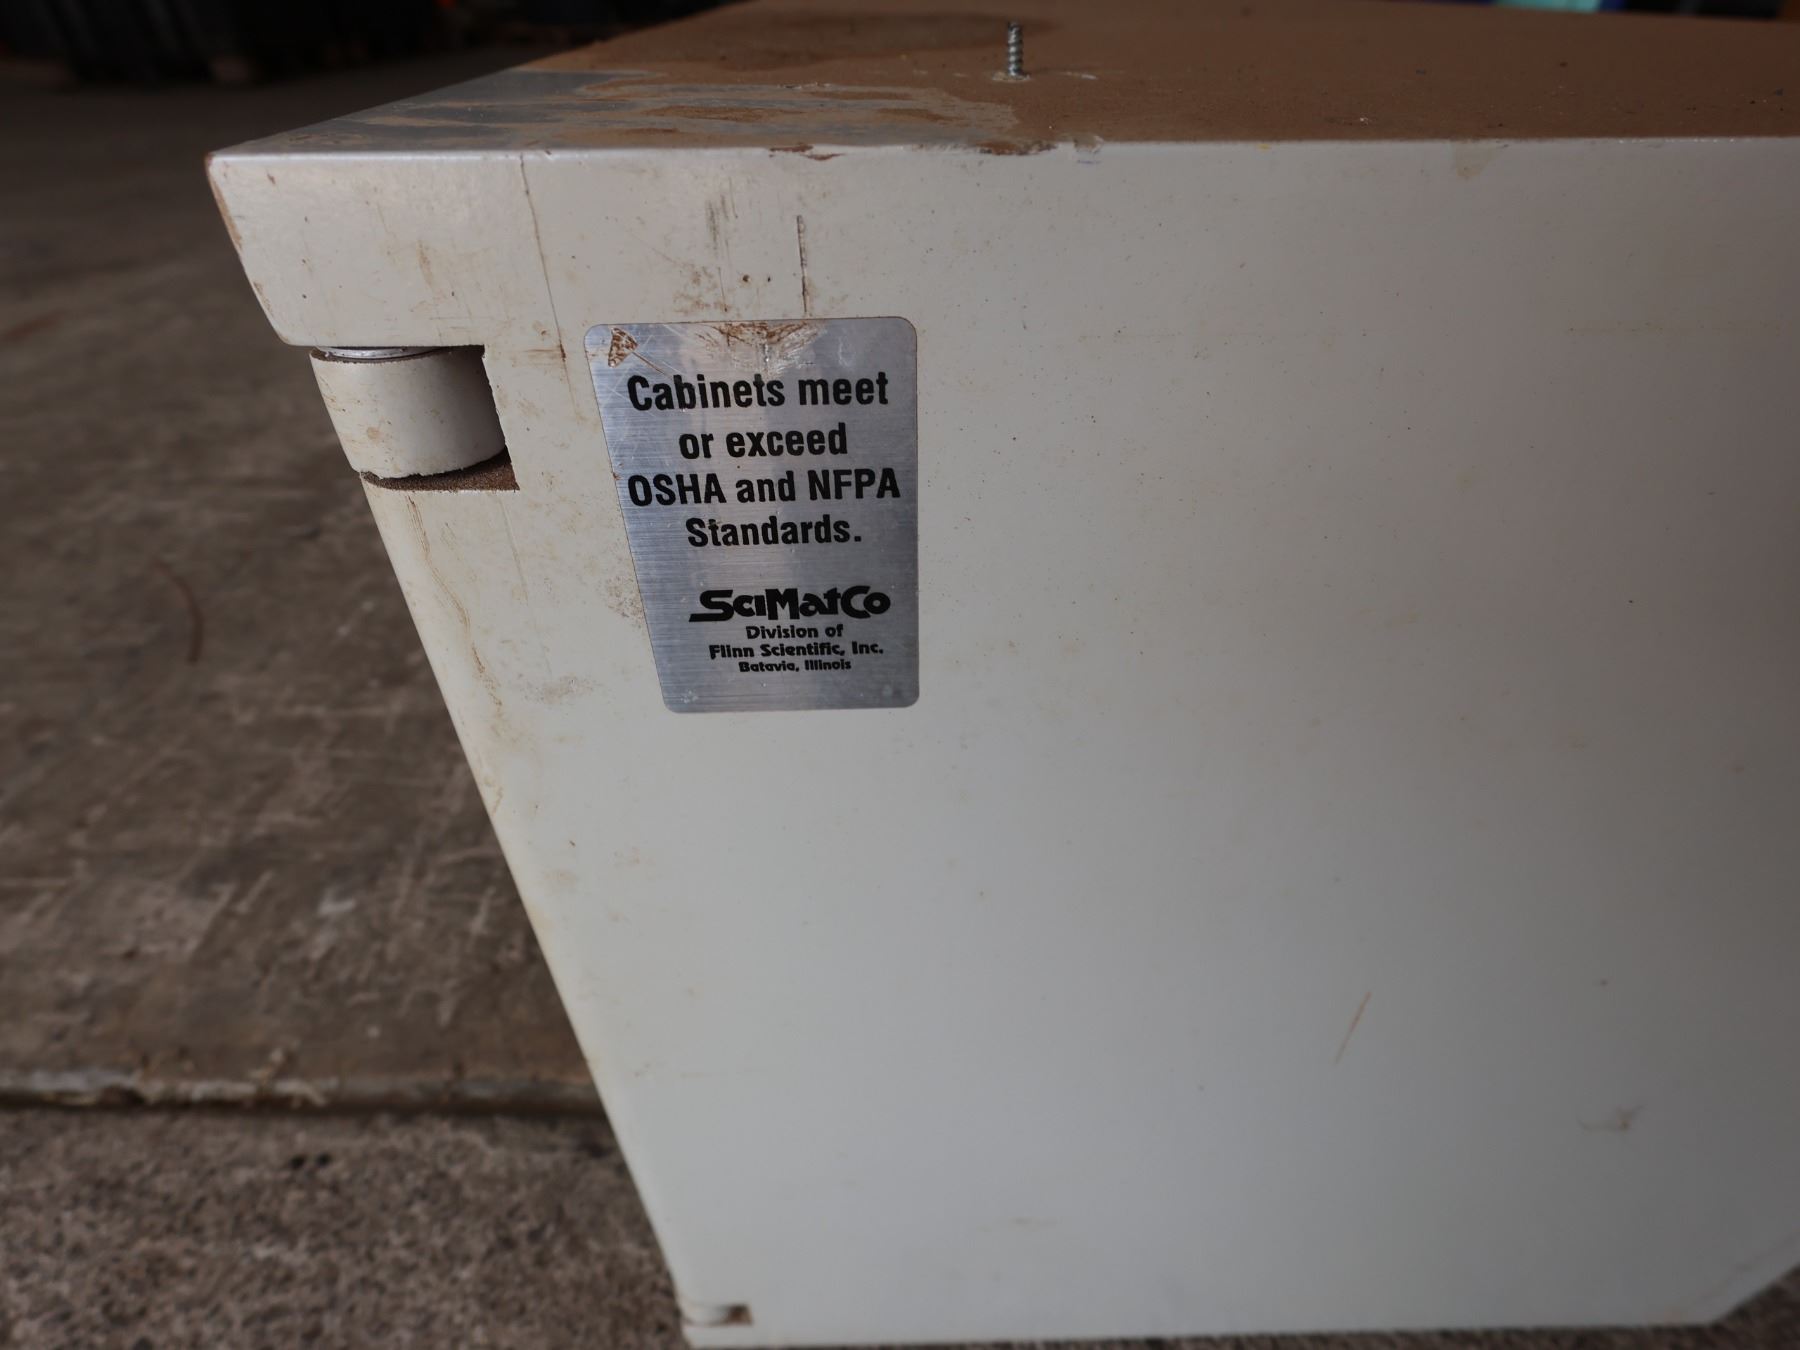 Cabinets meet
or exceed
OSHA and NFPA
Standards.
SciMatCo
Division of
Flinn Scientific, Inc.
Batavia, Illinois